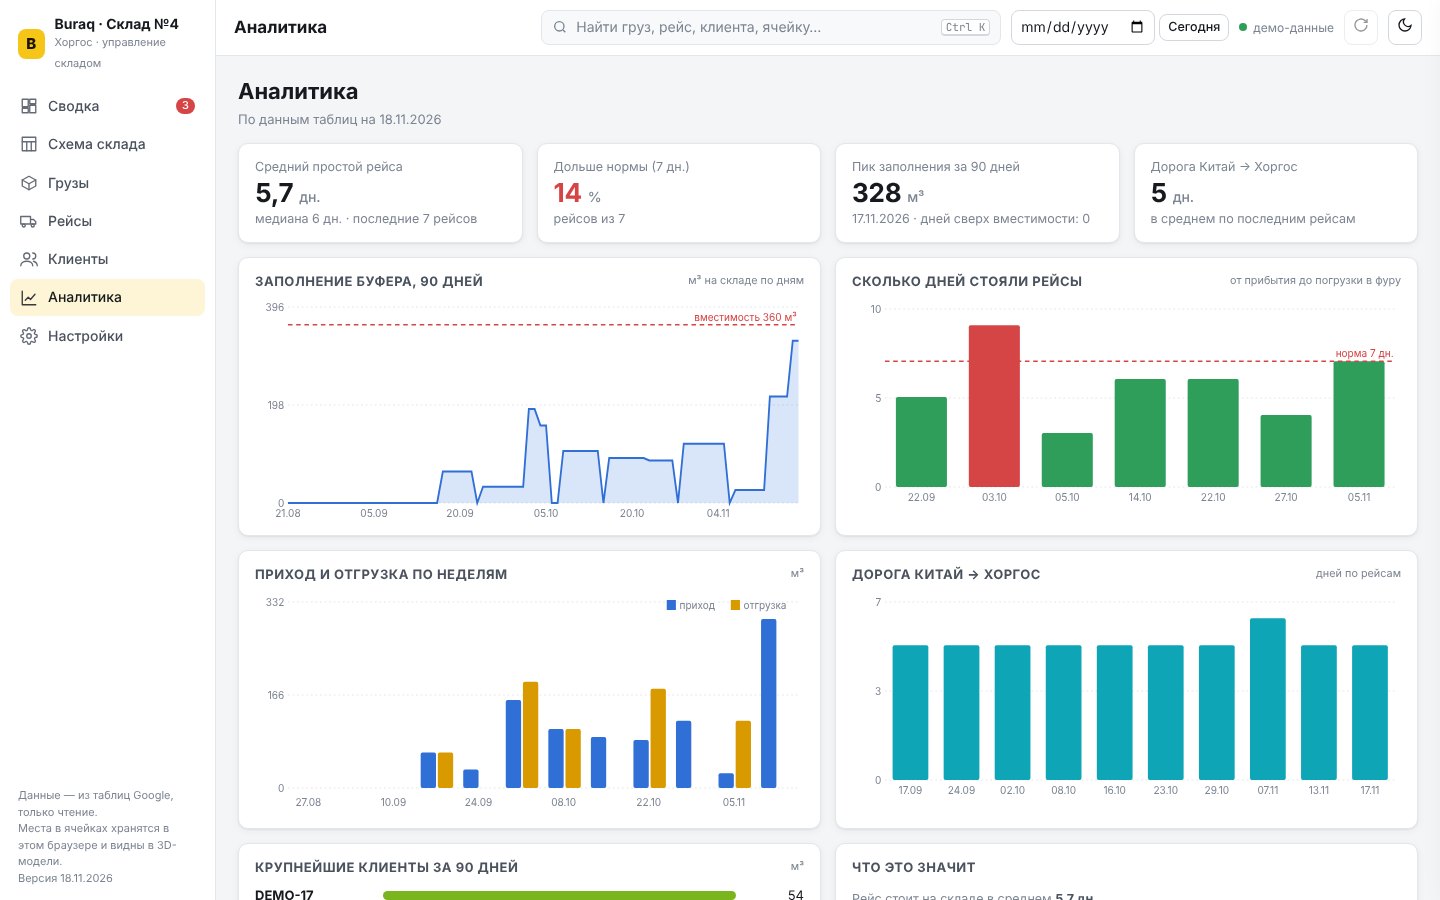 B
Buraq · Склад №4
Хоргос · управление
складом
Сводка
3
Схема склада
Грузы
Рейсы
Клиенты
Аналитика
Настройки
Данные — из таблиц Google,
только чтение.
Места в ячейках хранятся в
этом браузере и видны в 3D-
модели.
Версия 18.11.2026
Аналитика
Найти груз, рейс, клиента, ячейку...
Ctrl K
mm/dd/yyyy
Сегодня
демо-данные
Аналитика
По данным таблиц на 18.11.2026
Средний простой рейса
5,7 дн.
медиана 6 дн. · последние 7 рейсов
Дольше нормы (7 дн.)
14 %
рейсов из 7
Пик заполнения за 90 дней
328 м³
17.11.2026 · дней сверх вместимости: 0
Дорога Китай → Хоргос
5 дн.
в среднем по последним рейсам
ЗАПОЛНЕНИЕ БУФЕРА, 90 ДНЕЙ
м³ на складе по дням
396
вместимость 360 м³
198
0
21.08 05.09 20.09 05.10 20.10 04.11
СКОЛЬКО ДНЕЙ СТОЯЛИ РЕЙСЫ
от прибытия до погрузки в фуру
10
норма 7 дн.
5
0
22.09 03.10 05.10 14.10 22.10 27.10 05.11
ПРИХОД И ОТГРУЗКА ПО НЕДЕЛЯМ
м³
332
приход отгрузка
166
0
27.08 10.09 24.09 08.10 22.10 05.11
ДОРОГА КИТАЙ → ХОРГОС
дней по рейсам
7
3
0
17.09 24.09 02.10 08.10 16.10 23.10 29.10 07.11 13.11 17.11
КРУПНЕЙШИЕ КЛИЕНТЫ ЗА 90 ДНЕЙ
м³
DEMO-17
54
ЧТО ЭТО ЗНАЧИТ
Рейс стоит на складе в среднем 5,7 дн.